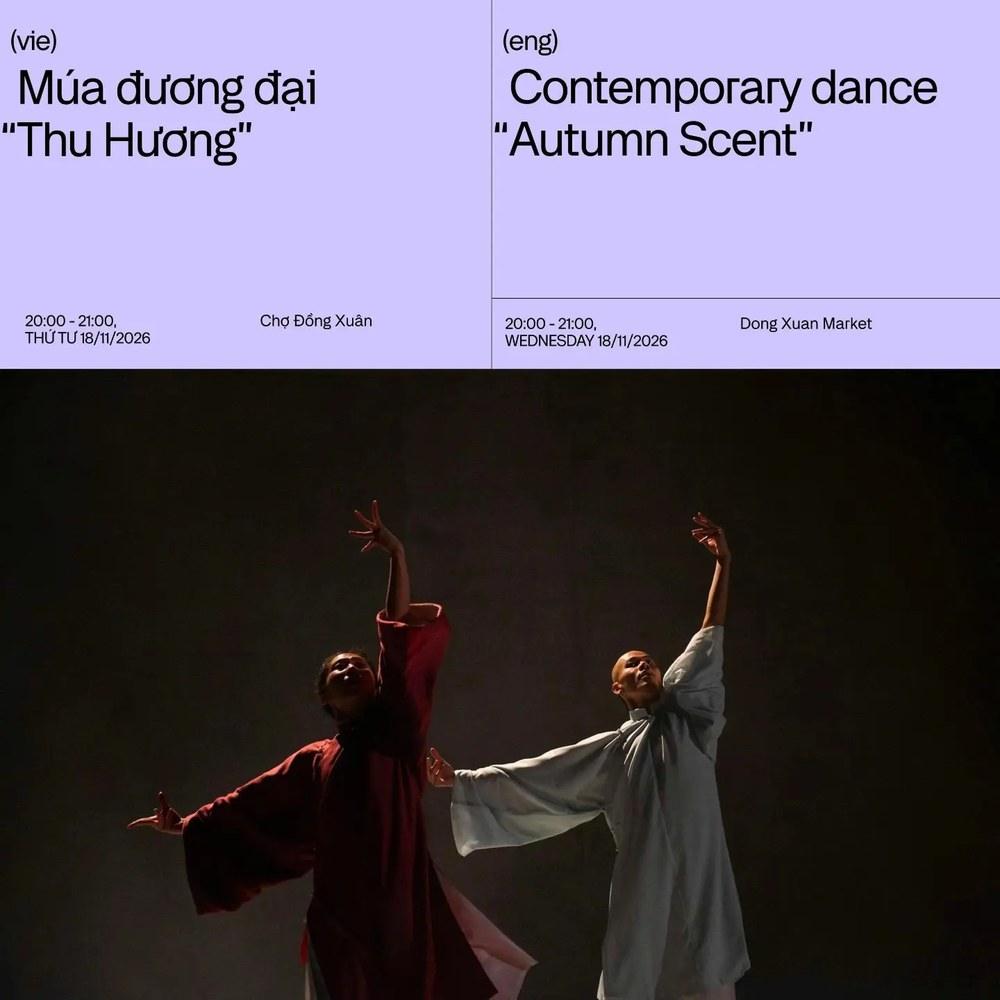 (vie)
Múa đương đại
“Thu Hương”
20:00 - 21:00,
THỨ TƯ 18/11/2026
Chợ Đồng Xuân
(eng)
Contemporary dance
“Autumn Scent”
20:00 - 21:00,
WEDNESDAY 18/11/2026
Dong Xuan Market